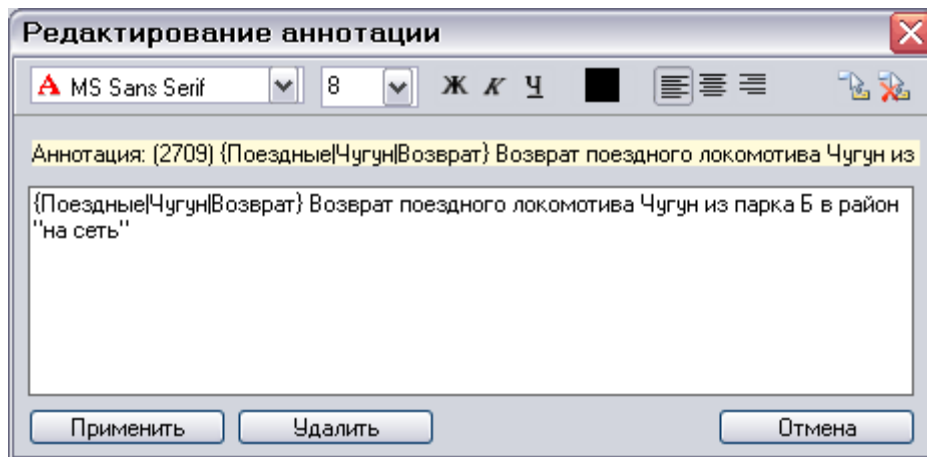 Редактирование аннотации
A MS Sans Serif 8 Ж К Ч
Аннотация: (2709) {Поездные|Чугун|Возврат} Возврат поездного локомотива Чугун из
{Поездные|Чугун|Возврат} Возврат поездного локомотива Чугун из парка Б в район
"на сеть"
Применить Удалить Отмена